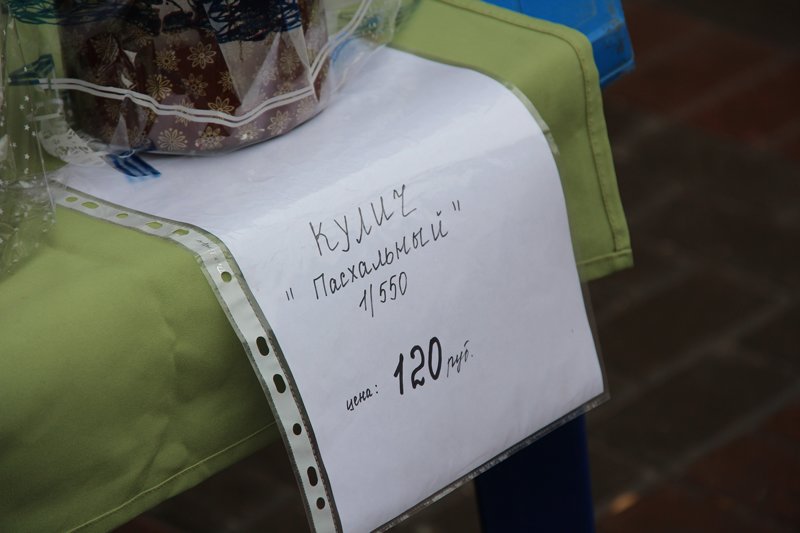 КУЛИЧ
"Пасхальный"
1/550
цена: 120 руб.